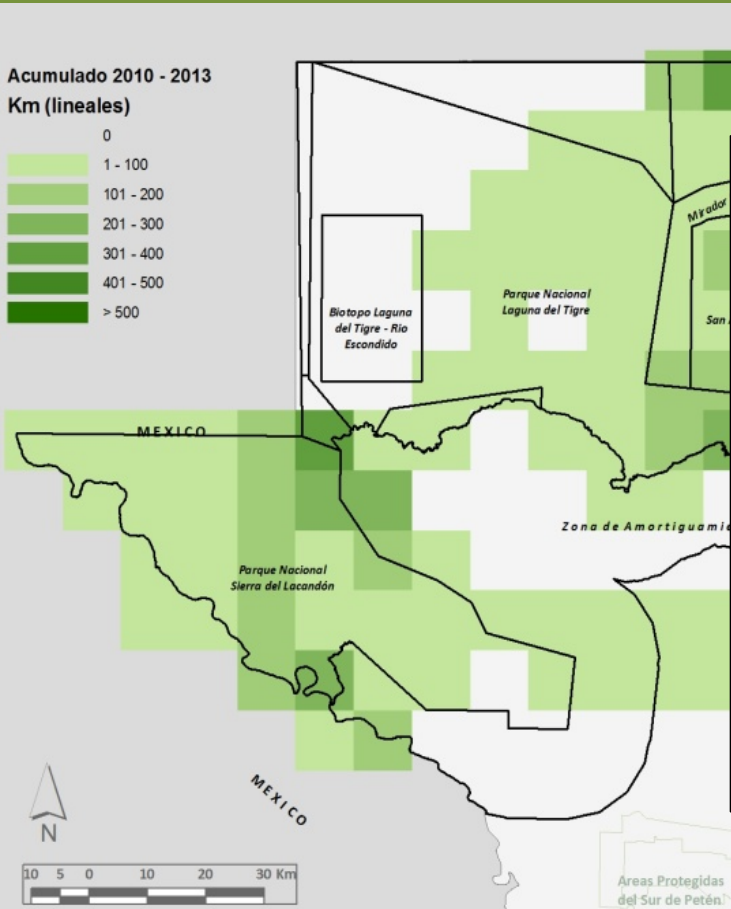 Acumulado 2010 - 2013
Km (lineales)
0
1 - 100
101 - 200
201 - 300
301 - 400
401 - 500
> 500
Mirador
Parque Nacional
Laguna del Tigre
Biotopo Laguna
del Tigre - Rio
Escondido
San
MEXICO
Zona de Amortiguamie
Parque Nacional
Sierra del Lacandón
MEXICO
N
10 5 0 10 20 30 Km
Areas Protegidas
del Sur de Petén